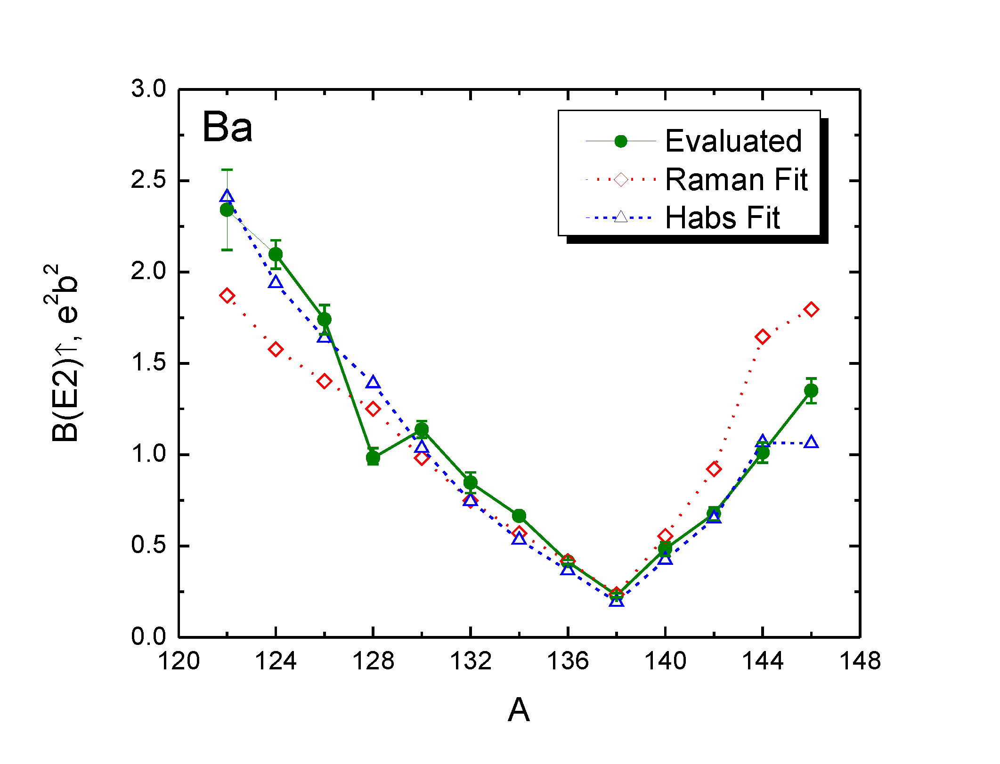 Ba
Evaluated
Raman Fit
Habs Fit
B(E2)↑, e²b²
3.0
2.5
2.0
1.5
1.0
0.5
0.0
120 124 128 132 136 140 144 148
A